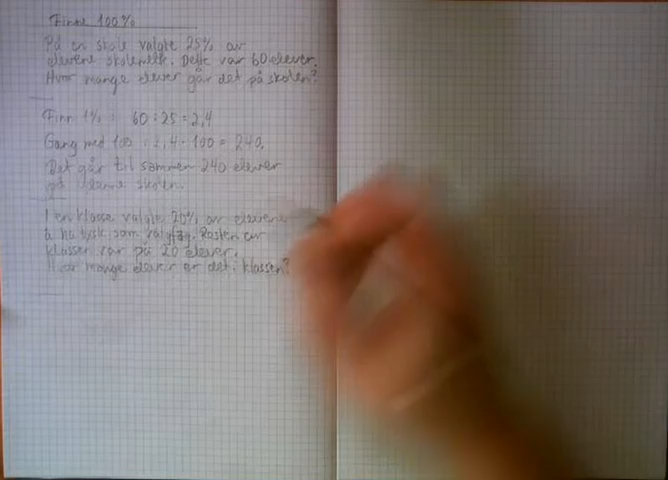 Finne 100%
På en skole valgte 25% av
elevene skolemelk. Dette var 60 elever.
Hvor mange elever går det på skolen?
Finn 1% : 60 : 25 = 2,4
Gang med 100 : 2,4 · 100 = 240.
Det går til sammen 240 elever
på denne skolen.
I en klasse valgte 20% av elevene
å ha tysk som valgfag. Resten av
klassen var på 20 elever.
Hvor mange elever er det i klassen?